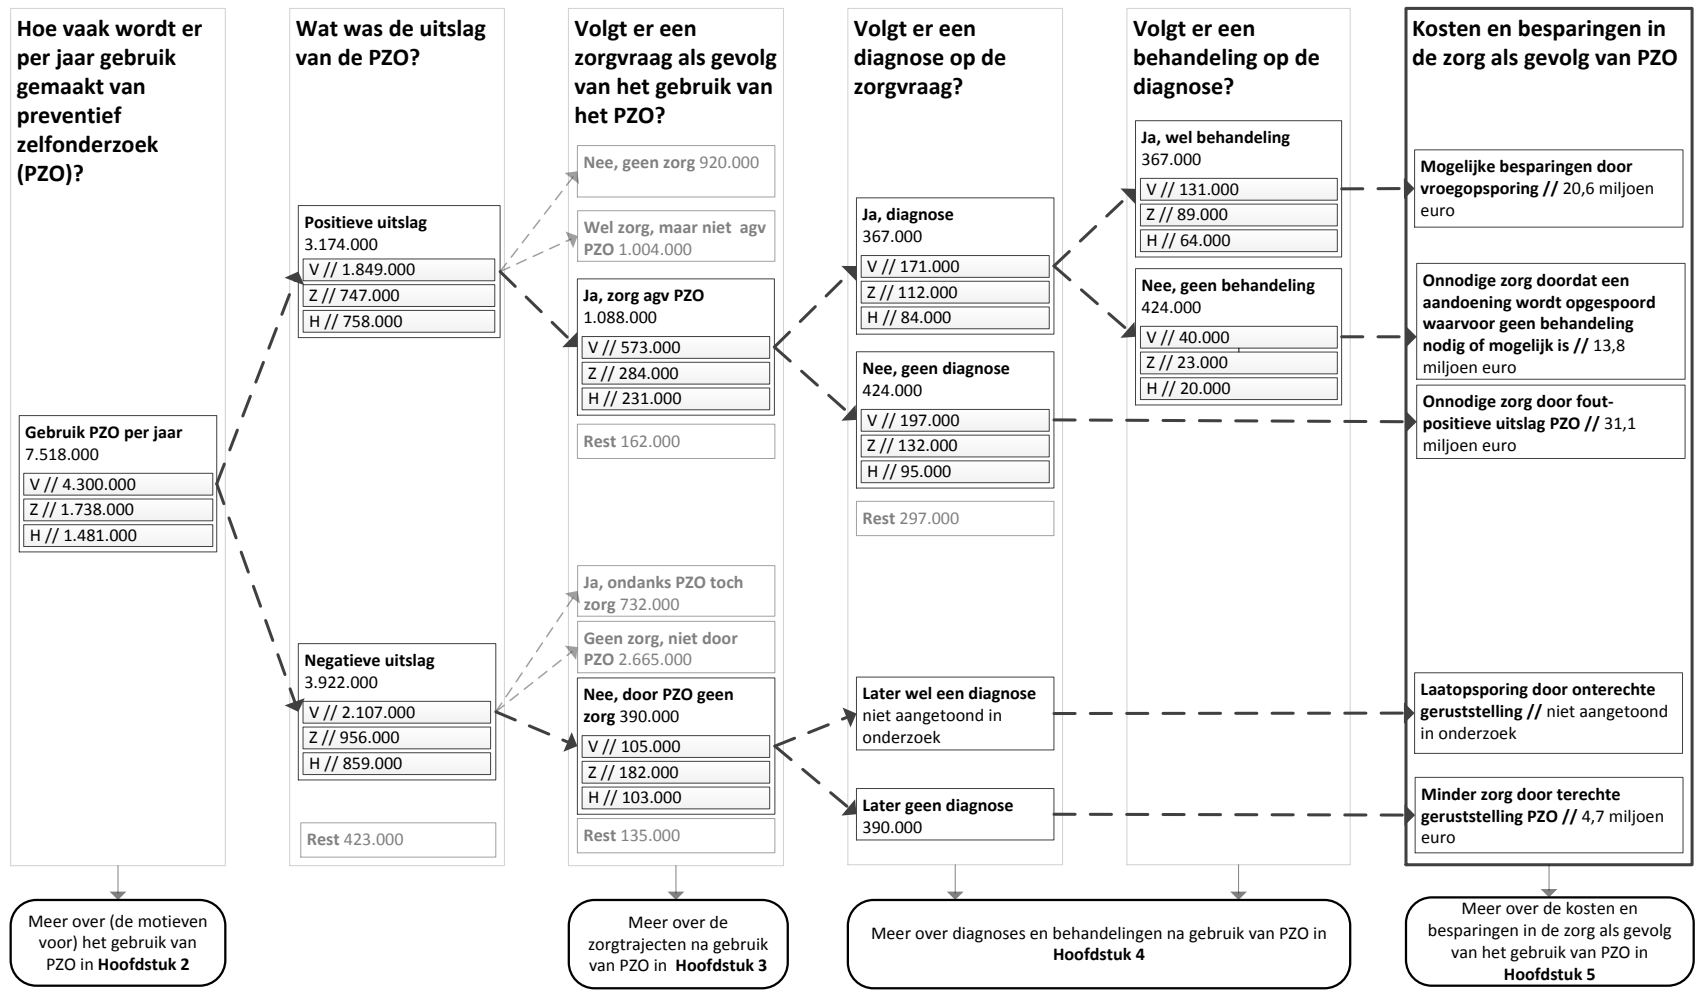 Hoe vaak wordt er
per jaar gebruik
gemaakt van
preventief
zelfonderzoek
(PZO)?
Gebruik PZO per jaar
7.518.000
V // 4.300.000
Z // 1.738.000
H // 1.481.000
Meer over (de motieven
voor) het gebruik van
PZO in Hoofdstuk 2
Wat was de uitslag
van de PZO?
Positieve uitslag
3.174.000
V // 1.849.000
Z // 747.000
H // 758.000
Negatieve uitslag
3.922.000
V // 2.107.000
Z // 956.000
H // 859.000
Rest 423.000
Volgt er een
zorgvraag als gevolg
van het gebruik van
het PZO?
Nee, geen zorg 920.000
Wel zorg, maar niet agv
PZO 1.004.000
Ja, zorg agv PZO
1.088.000
V // 573.000
Z // 284.000
H // 231.000
Rest 162.000
Ja, ondanks PZO toch
zorg 732.000
Geen zorg, niet door
PZO 2.665.000
Nee, door PZO geen
zorg 390.000
V // 105.000
Z // 182.000
H // 103.000
Rest 135.000
Meer over de
zorgtrajecten na gebruik
van PZO in Hoofdstuk 3
Volgt er een
diagnose op de
zorgvraag?
Ja, diagnose
367.000
V // 171.000
Z // 112.000
H // 84.000
Nee, geen diagnose
424.000
V // 197.000
Z // 132.000
H // 95.000
Rest 297.000
Later wel een diagnose
niet aangetoond in
onderzoek
Later geen diagnose
390.000
Volgt er een
behandeling op de
diagnose?
Ja, wel behandeling
367.000
V // 131.000
Z // 89.000
H // 64.000
Nee, geen behandeling
424.000
V // 40.000
Z // 23.000
H // 20.000
Meer over diagnoses en behandelingen na gebruik van PZO in
Hoofdstuk 4
Kosten en besparingen in
de zorg als gevolg van PZO
Mogelijke besparingen door
vroegopsporing // 20,6 miljoen
euro
Onnodige zorg doordat een
aandoening wordt opgespoord
waarvoor geen behandeling
nodig of mogelijk is // 13,8
miljoen euro
Onnodige zorg door fout-
positieve uitslag PZO // 31,1
miljoen euro
Laatopsporing door onterechte
geruststelling // niet aangetoond
in onderzoek
Minder zorg door terechte
geruststelling PZO // 4,7 miljoen
euro
Meer over de kosten en
besparingen in de zorg als gevolg
van het gebruik van PZO in
Hoofdstuk 5